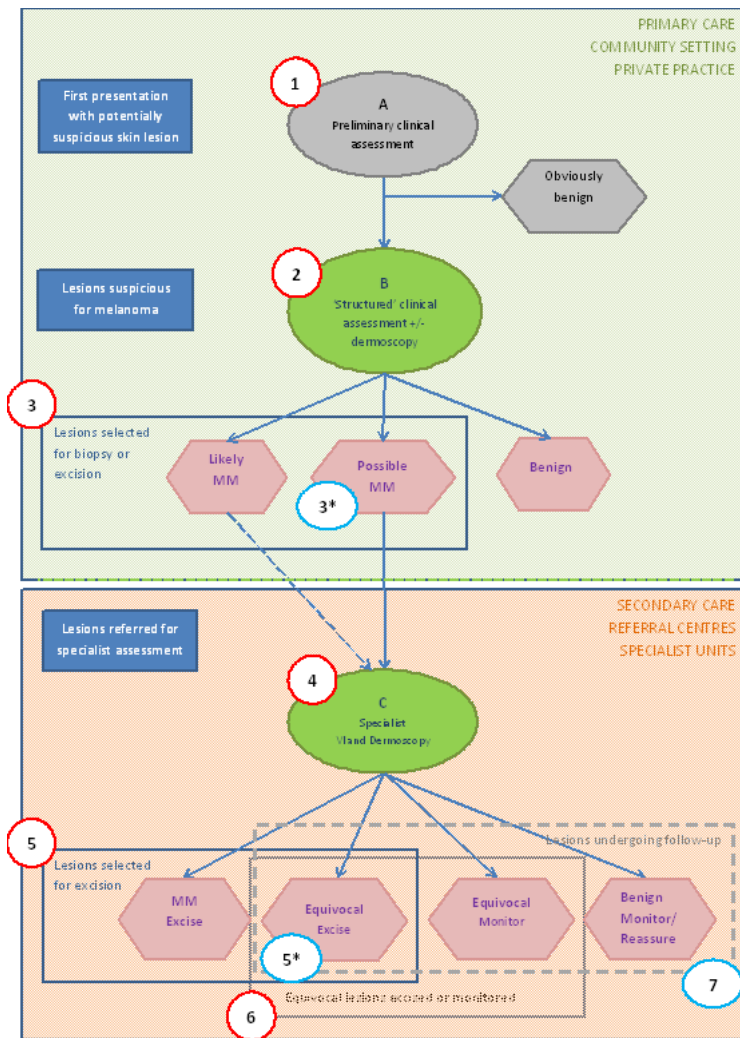 PRIMARY CARE
COMMUNITY SETTING
PRIVATE PRACTICE
1
First presentation
with potentially
suspicious skin lesion
A
Preliminary clinical
assessment
Obviously
benign
2
Lesions suspicious
for melanoma
B
'Structured' clinical
assessment +/-
dermoscopy
3
Lesions selected
for biopsy or
excision
Likely
MM
Possible
MM
3*
Benign
SECONDARY CARE
REFERRAL CENTRES
SPECIALIST UNITS
Lesions referred for
specialist assessment
4
C
Specialist
VI and Dermoscopy
5
Lesions undergoing follow-up
Lesions selected
for excision
MM
Excise
Equivocal
Excise
Equivocal
Monitor
Benign
Monitor/
Reassure
5*
7
Equivocal lesions excised or monitored
6